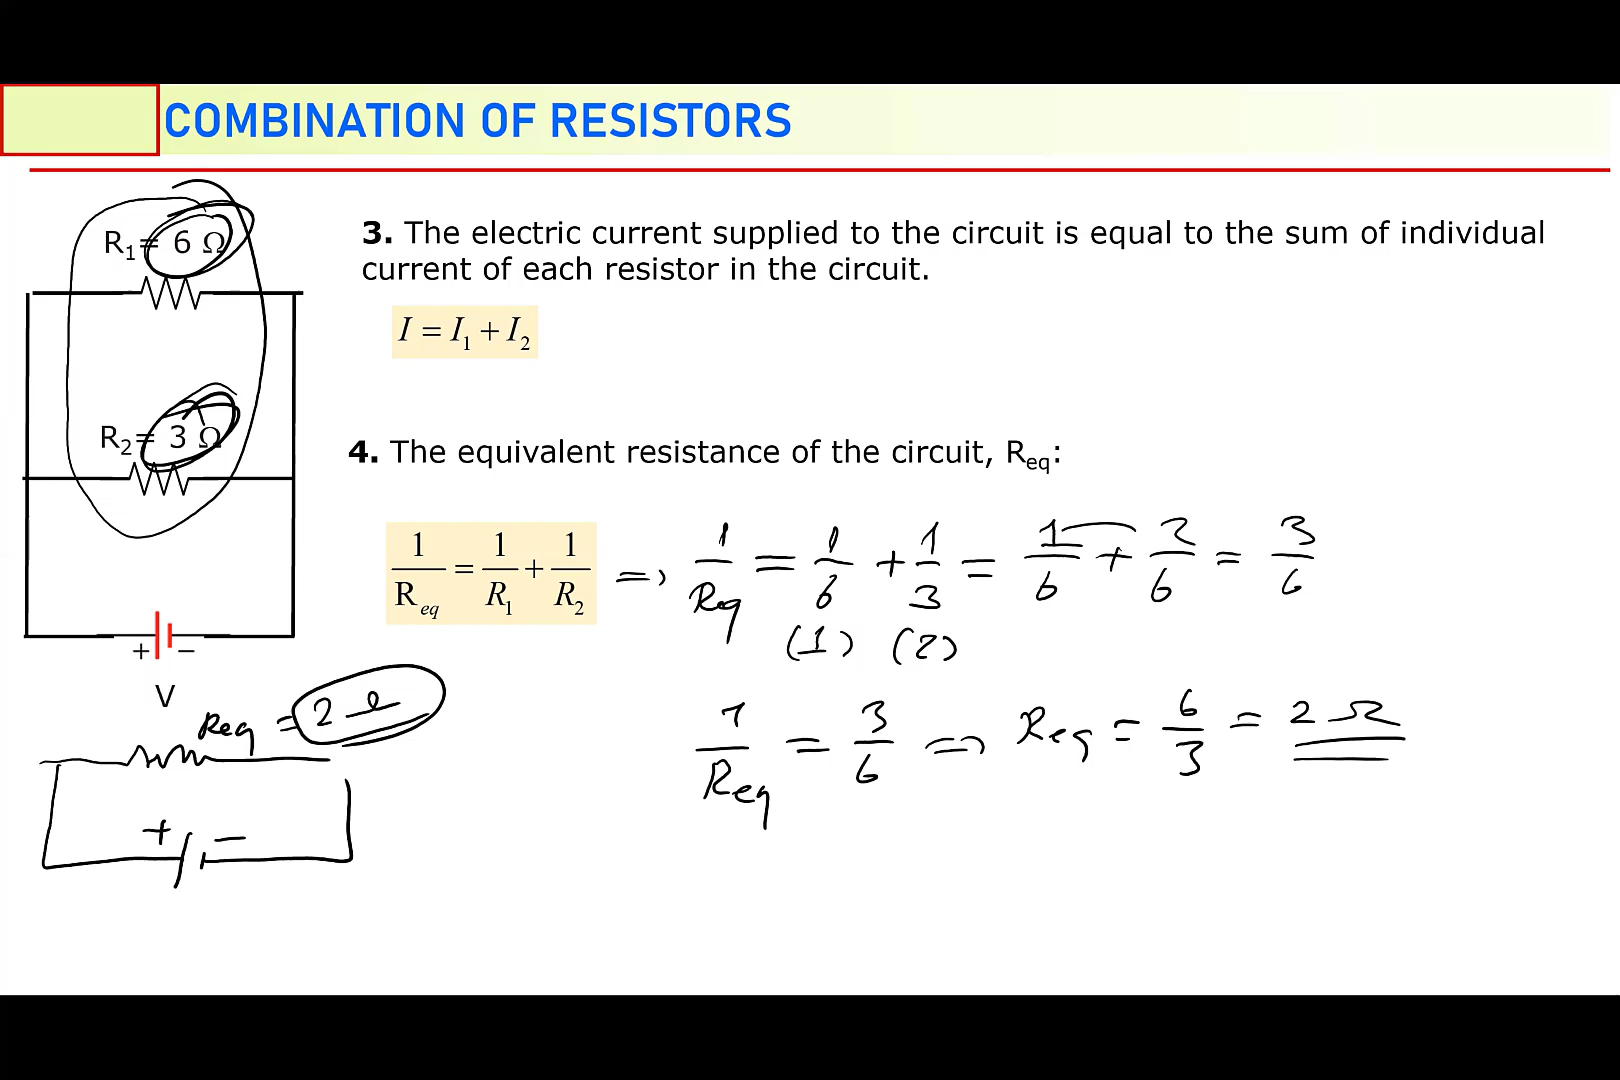 COMBINATION OF RESISTORS
R₁= 6 Ω
3. The electric current supplied to the circuit is equal to the sum of individual
current of each resistor in the circuit.
I = I₁ + I₂
R₂= 3 Ω
4. The equivalent resistance of the circuit, Req:
1/Req = 1/R₁ + 1/R₂ => 1/Req = 1/6 + 1/3 = 1/6 + 2/6 = 3/6
(1) (2)
+ −
V
Req = 2 Ω
1/Req = 3/6 => Req = 6/3 = 2 Ω
+ −